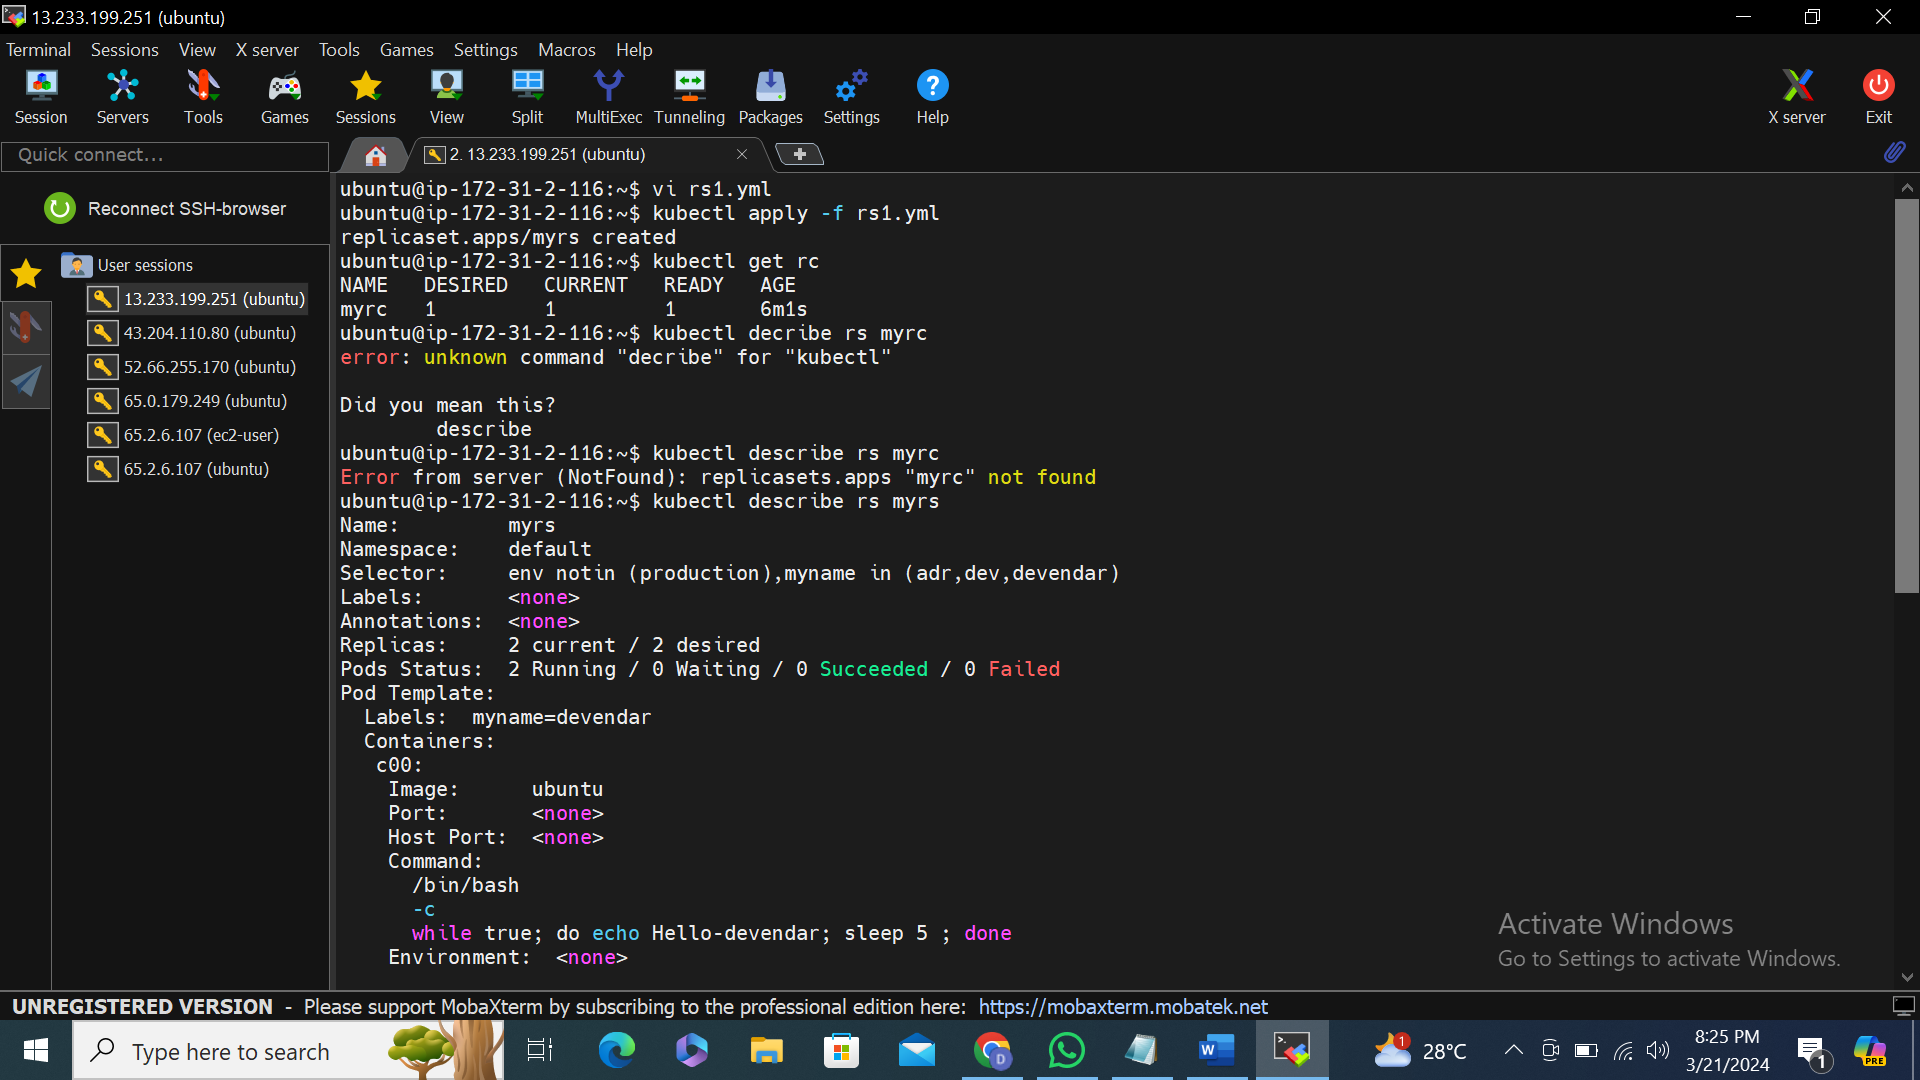 13.233.199.251 (ubuntu)
Terminal Sessions View X server Tools Games Settings Macros Help
Session Servers Tools Games Sessions View Split MultiExec Tunneling Packages Settings Help X server Exit
Quick connect...
2. 13.233.199.251 (ubuntu)
Reconnect SSH-browser
User sessions
13.233.199.251 (ubuntu)
43.204.110.80 (ubuntu)
52.66.255.170 (ubuntu)
65.0.179.249 (ubuntu)
65.2.6.107 (ec2-user)
65.2.6.107 (ubuntu)
ubuntu@ip-172-31-2-116:~$ vi rs1.yml
ubuntu@ip-172-31-2-116:~$ kubectl apply -f rs1.yml
replicaset.apps/myrs created
ubuntu@ip-172-31-2-116:~$ kubectl get rc
NAME   DESIRED   CURRENT   READY   AGE
myrc   1         1         1       6m1s
ubuntu@ip-172-31-2-116:~$ kubectl decribe rs myrc
error: unknown command "decribe" for "kubectl"
Did you mean this?
        describe
ubuntu@ip-172-31-2-116:~$ kubectl describe rs myrc
Error from server (NotFound): replicasets.apps "myrc" not found
ubuntu@ip-172-31-2-116:~$ kubectl describe rs myrs
Name:         myrs
Namespace:    default
Selector:     env notin (production),myname in (adr,dev,devendar)
Labels:       <none>
Annotations:  <none>
Replicas:     2 current / 2 desired
Pods Status:  2 Running / 0 Waiting / 0 Succeeded / 0 Failed
Pod Template:
  Labels:  myname=devendar
  Containers:
   c00:
    Image:      ubuntu
    Port:       <none>
    Host Port:  <none>
    Command:
      /bin/bash
      -c
      while true; do echo Hello-devendar; sleep 5 ; done
    Environment:  <none>
Activate Windows
Go to Settings to activate Windows.
UNREGISTERED VERSION - Please support MobaXterm by subscribing to the professional edition here: https://mobaxterm.mobatek.net
Type here to search
D
W
1
28°C
8:25 PM
3/21/2024
1
PRE